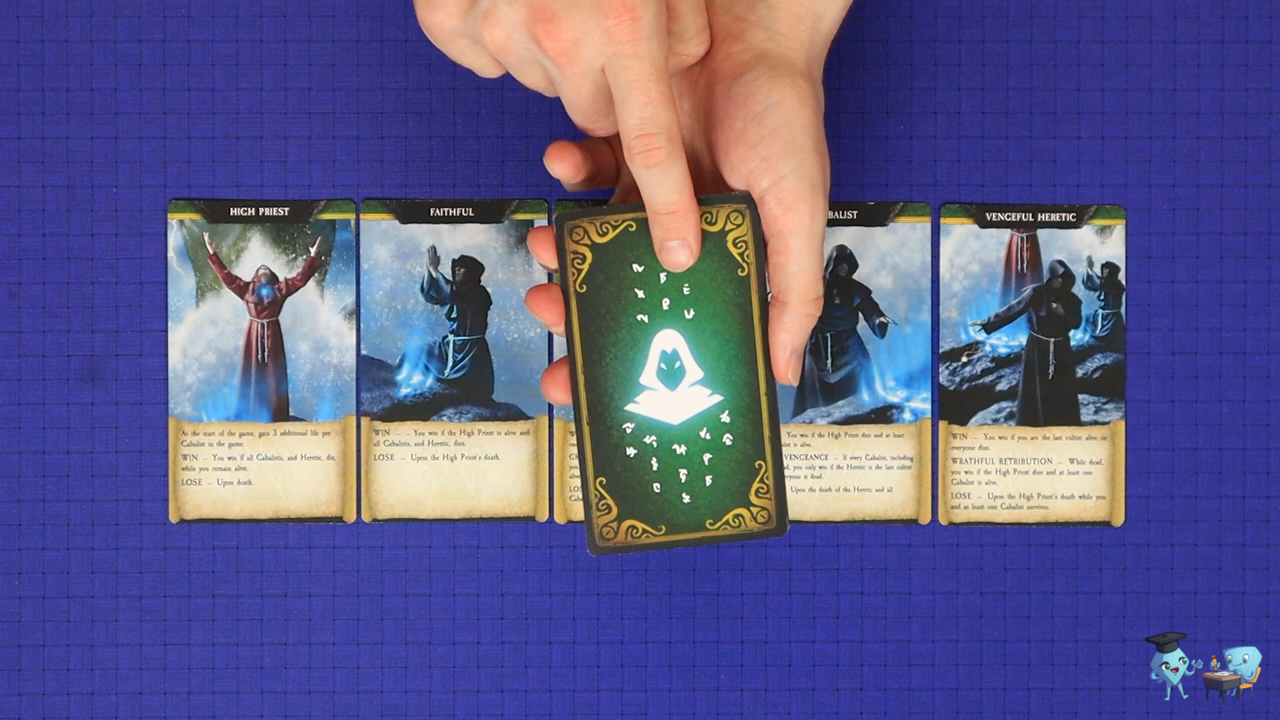 HIGH PRIEST
At the start of the game, gain 3 additional life per
Cabalist in the game.
WIN – – You win if all Cabalists, and Heretic, die,
while you remain alive.
LOSE – Upon death.
FAITHFUL
WIN – – You win if the High Priest is alive and
all Cabalists, and Heretic, dies.
LOSE – Upon the High Priest's death.
W
GR
LOS
BALIST
You win if the High Priest dies and at least
t is alive.
VENGEANCE – If every Cabalist, including
d, you only win if the Heretic is the last cultist
eryone is dead.
Upon the death of the Heretic and all
VENGEFUL HERETIC
WIN – You win if you are the last cultist alive or
everyone dies.
WRATHFUL RETRIBUTION – While dead,
you win if the High Priest dies and at least one
Cabalist is alive.
LOSE – Upon the High Priest's death while you
and at least one Cabalist survives.